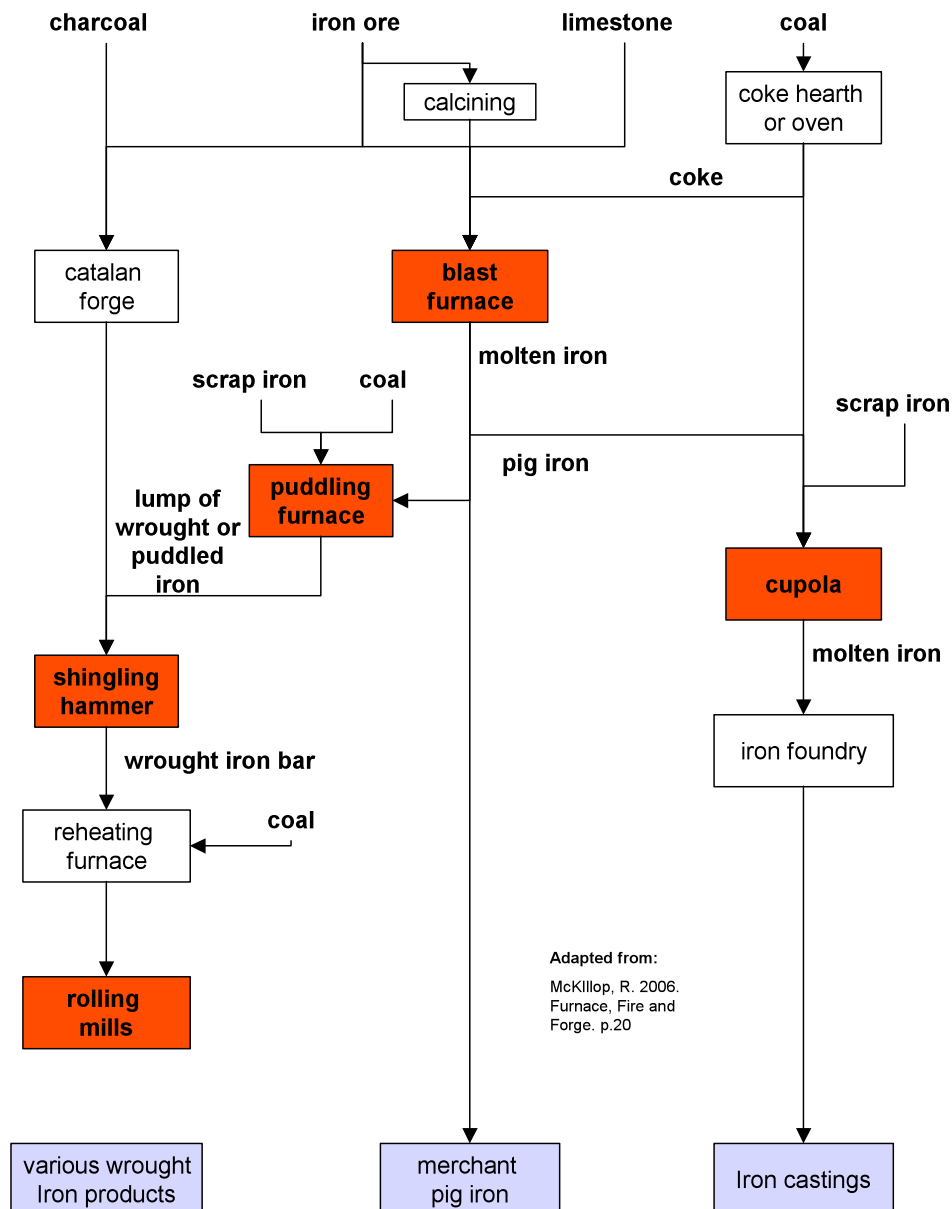 charcoal
iron ore
limestone
coal
calcining
coke hearth
or oven
coke
catalan
forge
blast
furnace
molten iron
scrap iron
coal
scrap iron
pig iron
puddling
furnace
lump of
wrought or
puddled
iron
cupola
molten iron
shingling
hammer
wrought iron bar
iron foundry
coal
reheating
furnace
Adapted from:
McKIllop, R. 2006.
Furnace, Fire and
Forge. p.20
rolling
mills
various wrought
Iron products
merchant
pig iron
Iron castings